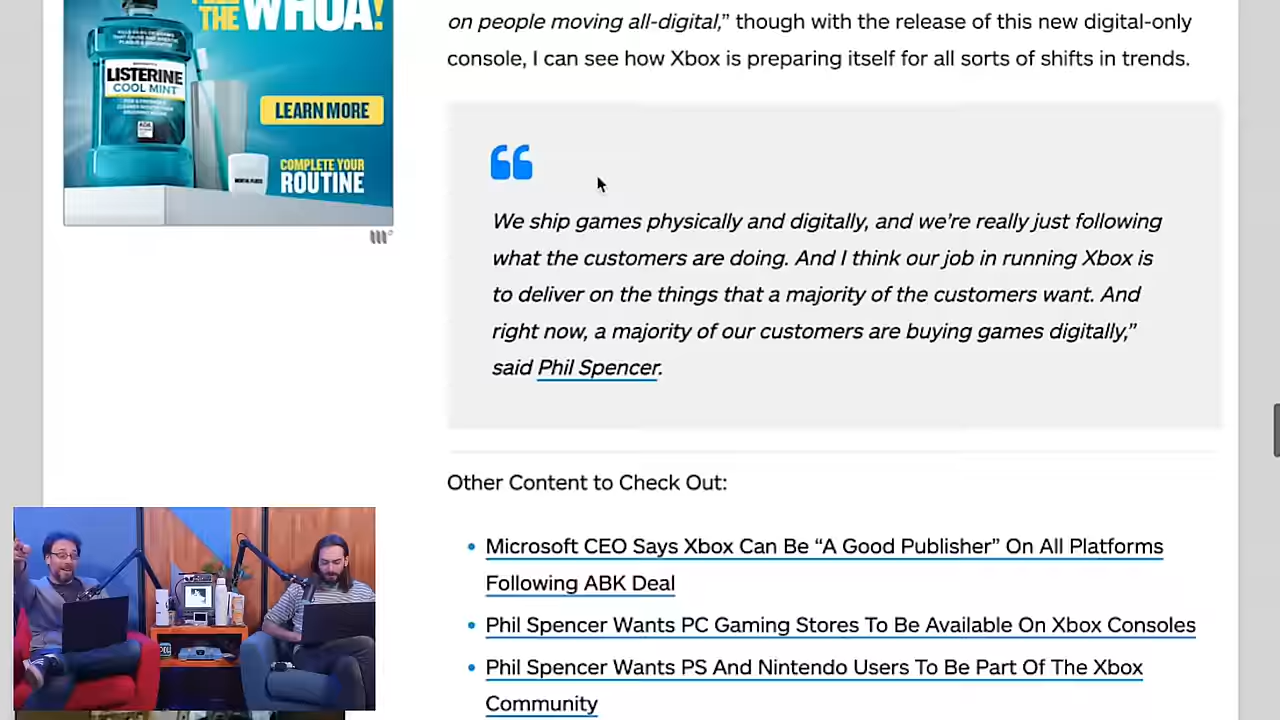 THE WHOA!
LISTERINE
COOL MINT
LEARN MORE
COMPLETE YOUR
ROUTINE
on people moving all-digital,” though with the release of this new digital-only
console, I can see how Xbox is preparing itself for all sorts of shifts in trends.
We ship games physically and digitally, and we’re really just following
what the customers are doing. And I think our job in running Xbox is
to deliver on the things that a majority of the customers want. And
right now, a majority of our customers are buying games digitally,”
said Phil Spencer.
Other Content to Check Out:
Microsoft CEO Says Xbox Can Be “A Good Publisher” On All Platforms
Following ABK Deal
Phil Spencer Wants PC Gaming Stores To Be Available On Xbox Consoles
Phil Spencer Wants PS And Nintendo Users To Be Part Of The Xbox
Community